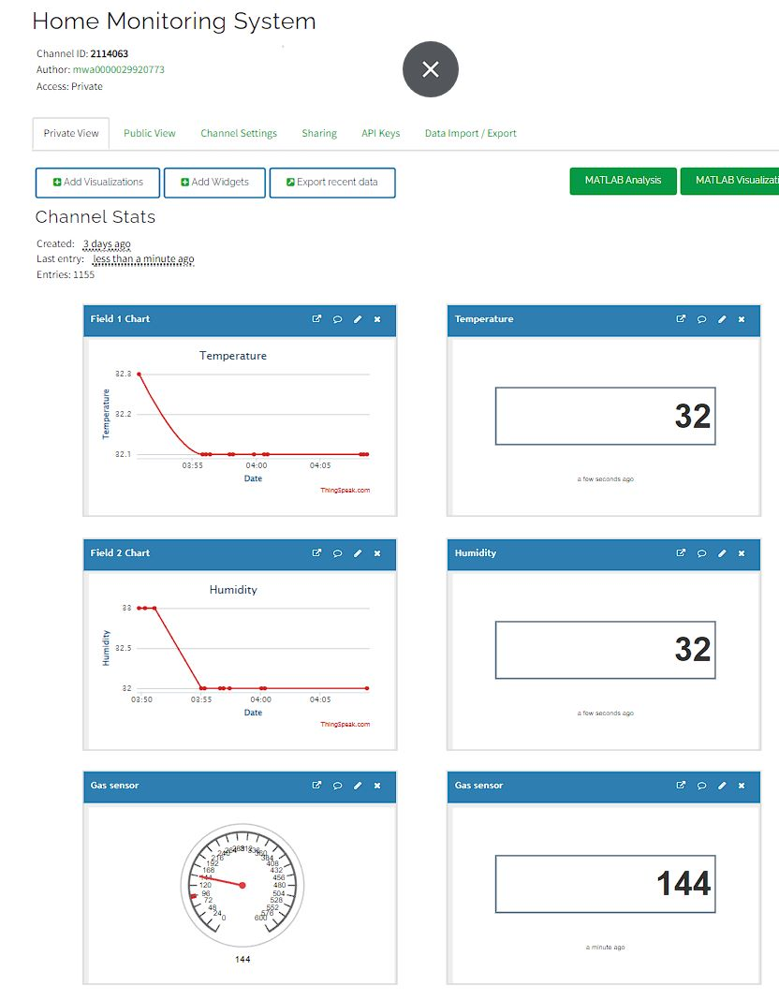 Home Monitoring System
Channel ID: 2114063
Author: mwa0000029920773
Access: Private
Private View Public View Channel Settings Sharing API Keys Data Import / Export
Add Visualizations Add Widgets Export recent data MATLAB Analysis MATLAB Visualizati
Channel Stats
Created: 3 days ago
Last entry: less than a minute ago
Entries: 1155
Field 1 Chart
Temperature
32.3
32.2
32.1
Temperature
03:55 04:00 04:05
Date
ThingSpeak.com
Temperature
32
a few seconds ago
Field 2 Chart
Humidity
33
32.5
32
Humidity
03:50 03:55 04:00 04:05
Date
ThingSpeak.com
Humidity
32
a few seconds ago
Gas sensor
0
24
48
72
96
120
144
168
192
216
240
264
288
312
336
360
384
408
432
456
480
504
528
552
576
600
144
Gas sensor
144
a minute ago